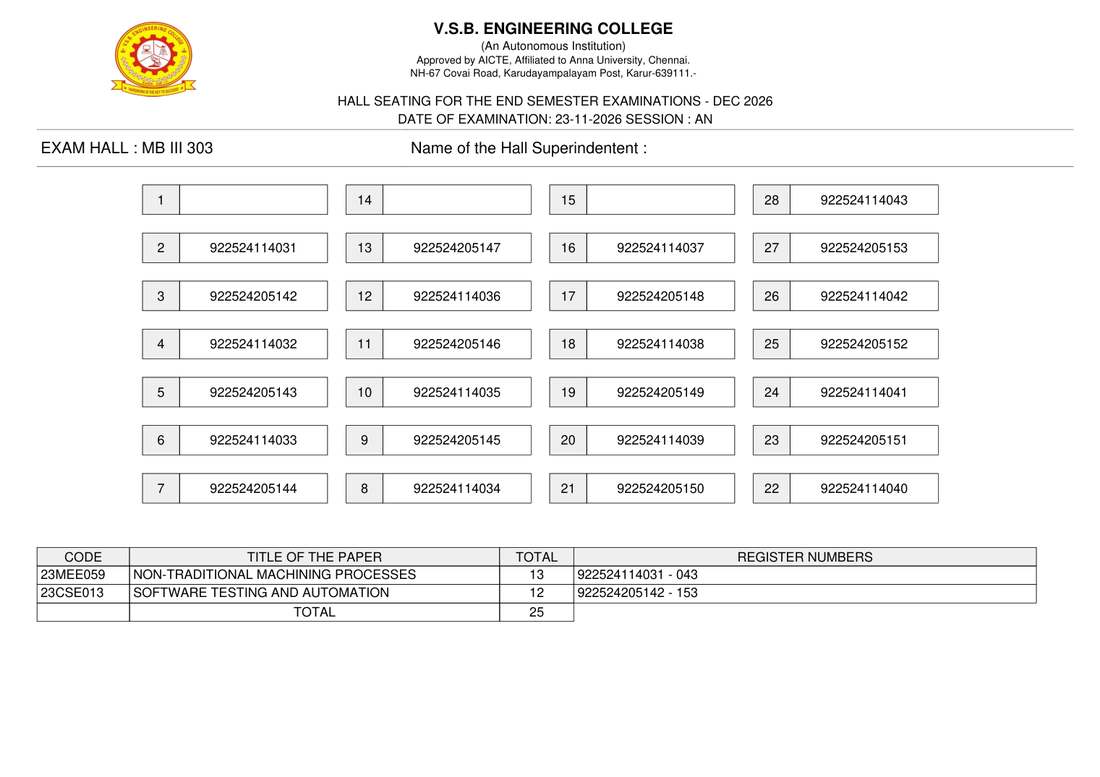 V.S.B. ENGINEERING COLLEGE
(An Autonomous Institution)
Approved by AICTE, Affiliated to Anna University, Chennai.
NH-67 Covai Road, Karudayampalayam Post, Karur-639111.-
HALL SEATING FOR THE END SEMESTER EXAMINATIONS - DEC 2026
DATE OF EXAMINATION: 23-11-2026 SESSION : AN
EXAM HALL : MB III 303 Name of the Hall Superindentent :
1 14 15 28 922524114043
2 922524114031 13 922524205147 16 922524114037 27 922524205153
3 922524205142 12 922524114036 17 922524205148 26 922524114042
4 922524114032 11 922524205146 18 922524114038 25 922524205152
5 922524205143 10 922524114035 19 922524205149 24 922524114041
6 922524114033 9 922524205145 20 922524114039 23 922524205151
7 922524205144 8 922524114034 21 922524205150 22 922524114040
CODE TITLE OF THE PAPER TOTAL REGISTER NUMBERS
23MEE059 NON-TRADITIONAL MACHINING PROCESSES 13 922524114031 - 043
23CSE013 SOFTWARE TESTING AND AUTOMATION 12 922524205142 - 153
TOTAL 25